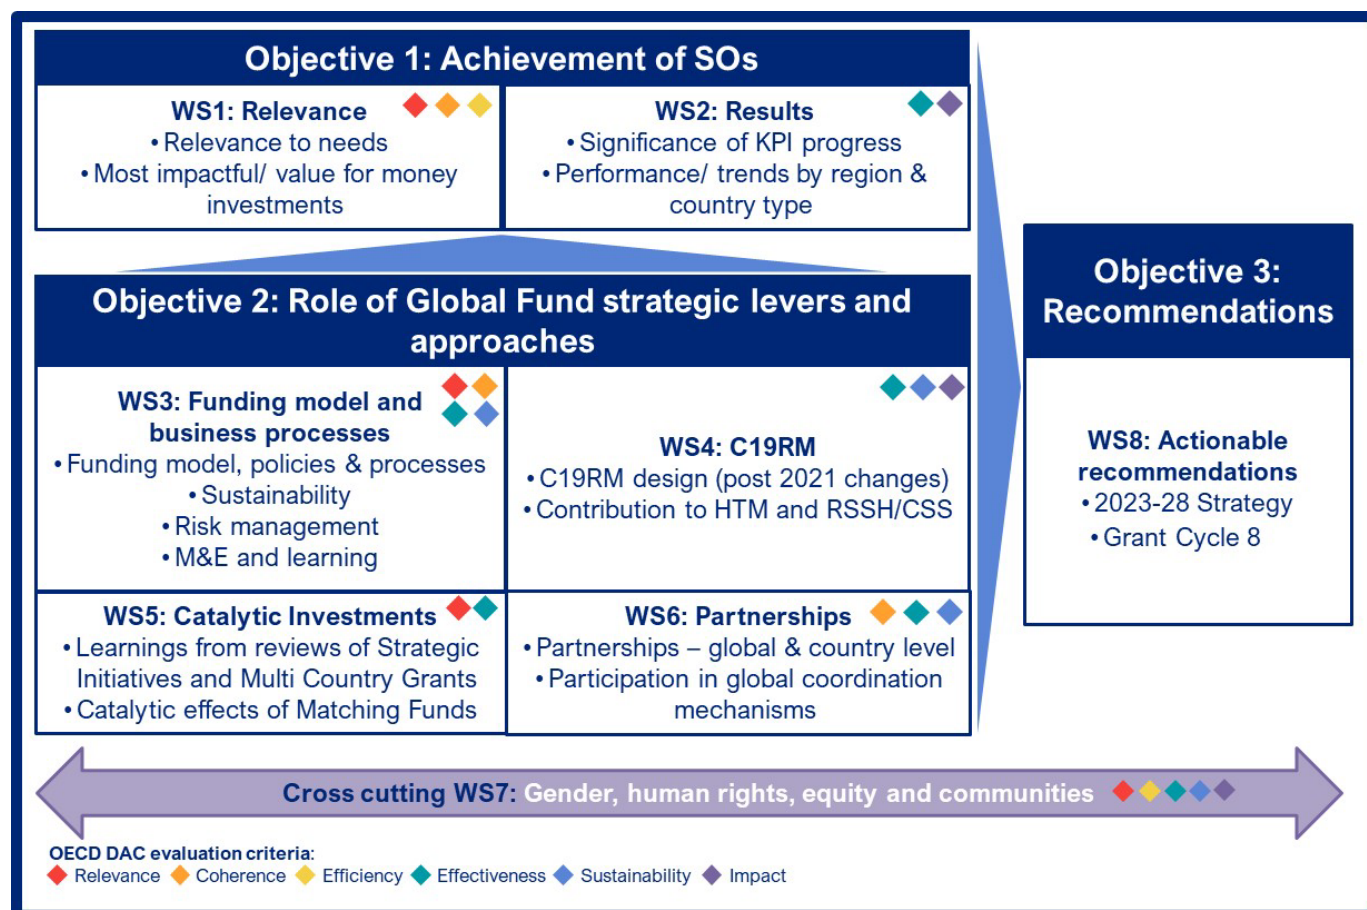 Objective 1: Achievement of SOs
WS1: Relevance
• Relevance to needs
• Most impactful/ value for money
investments
WS2: Results
• Significance of KPI progress
• Performance/ trends by region &
country type
Objective 2: Role of Global Fund strategic levers and
approaches
WS3: Funding model and
business processes
• Funding model, policies & processes
• Sustainability
• Risk management
• M&E and learning
WS4: C19RM
• C19RM design (post 2021 changes)
• Contribution to HTM and RSSH/CSS
WS5: Catalytic Investments
• Learnings from reviews of Strategic
Initiatives and Multi Country Grants
• Catalytic effects of Matching Funds
WS6: Partnerships
• Partnerships – global & country level
• Participation in global coordination
mechanisms
Objective 3:
Recommendations
WS8: Actionable
recommendations
• 2023-28 Strategy
• Grant Cycle 8
Cross cutting WS7: Gender, human rights, equity and communities
OECD DAC evaluation criteria:
Relevance Coherence Efficiency Effectiveness Sustainability Impact